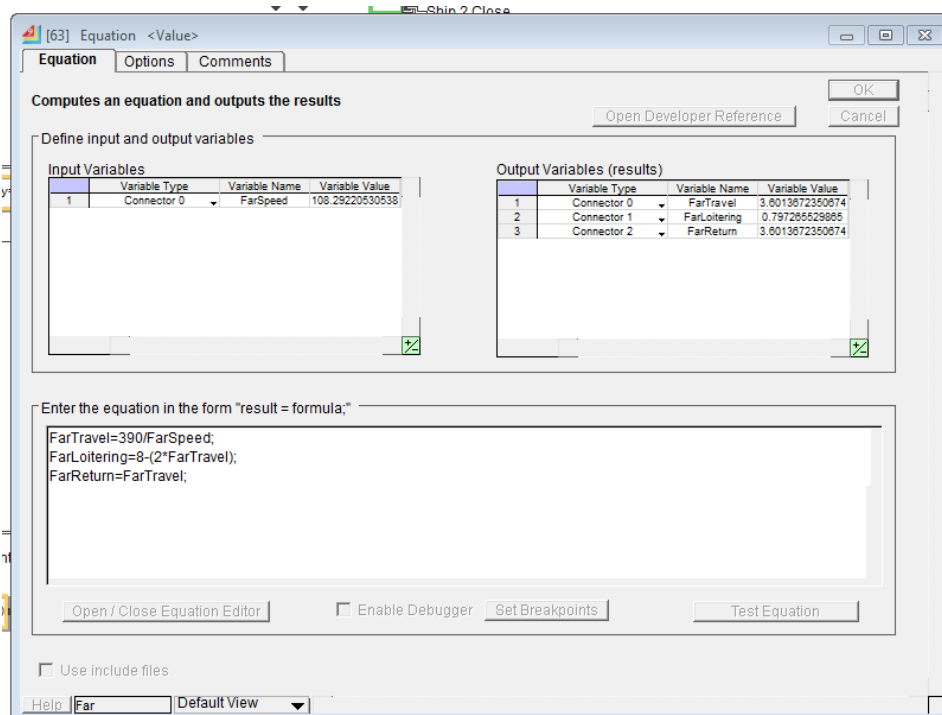 Ship 2 Close
[63] Equation <Value>
Equation Options Comments
OK
Computes an equation and outputs the results
Open Developer Reference Cancel
Define input and output variables
Input Variables
Variable Type Variable Name Variable Value
1 Connector 0 FarSpeed 108.29220530538
Output Variables (results)
Variable Type Variable Name Variable Value
1 Connector 0 FarTravel 3.6013672350674
2 Connector 1 FarLoitering 0.797265529865
3 Connector 2 FarReturn 3.6013672350674
Enter the equation in the form "result = formula;"
FarTravel=390/FarSpeed;
FarLoitering=8-(2*FarTravel);
FarReturn=FarTravel;
Open / Close Equation Editor Enable Debugger Set Breakpoints Test Equation
Use include files
Help Far Default View